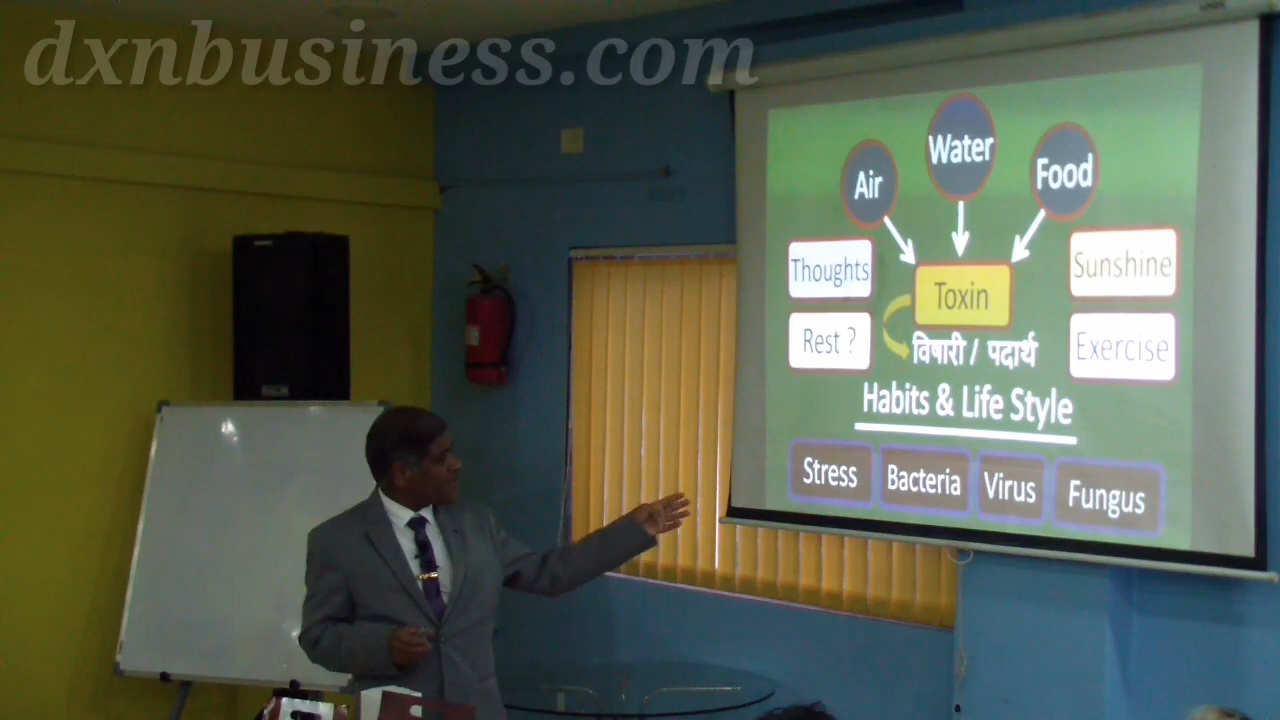 dxnbusiness.com
Air
Water
Food
Thoughts
Toxin
Sunshine
Rest ?
विषारी / पदार्थ
Exercise
Habits & Life Style
Stress
Bacteria
Virus
Fungus